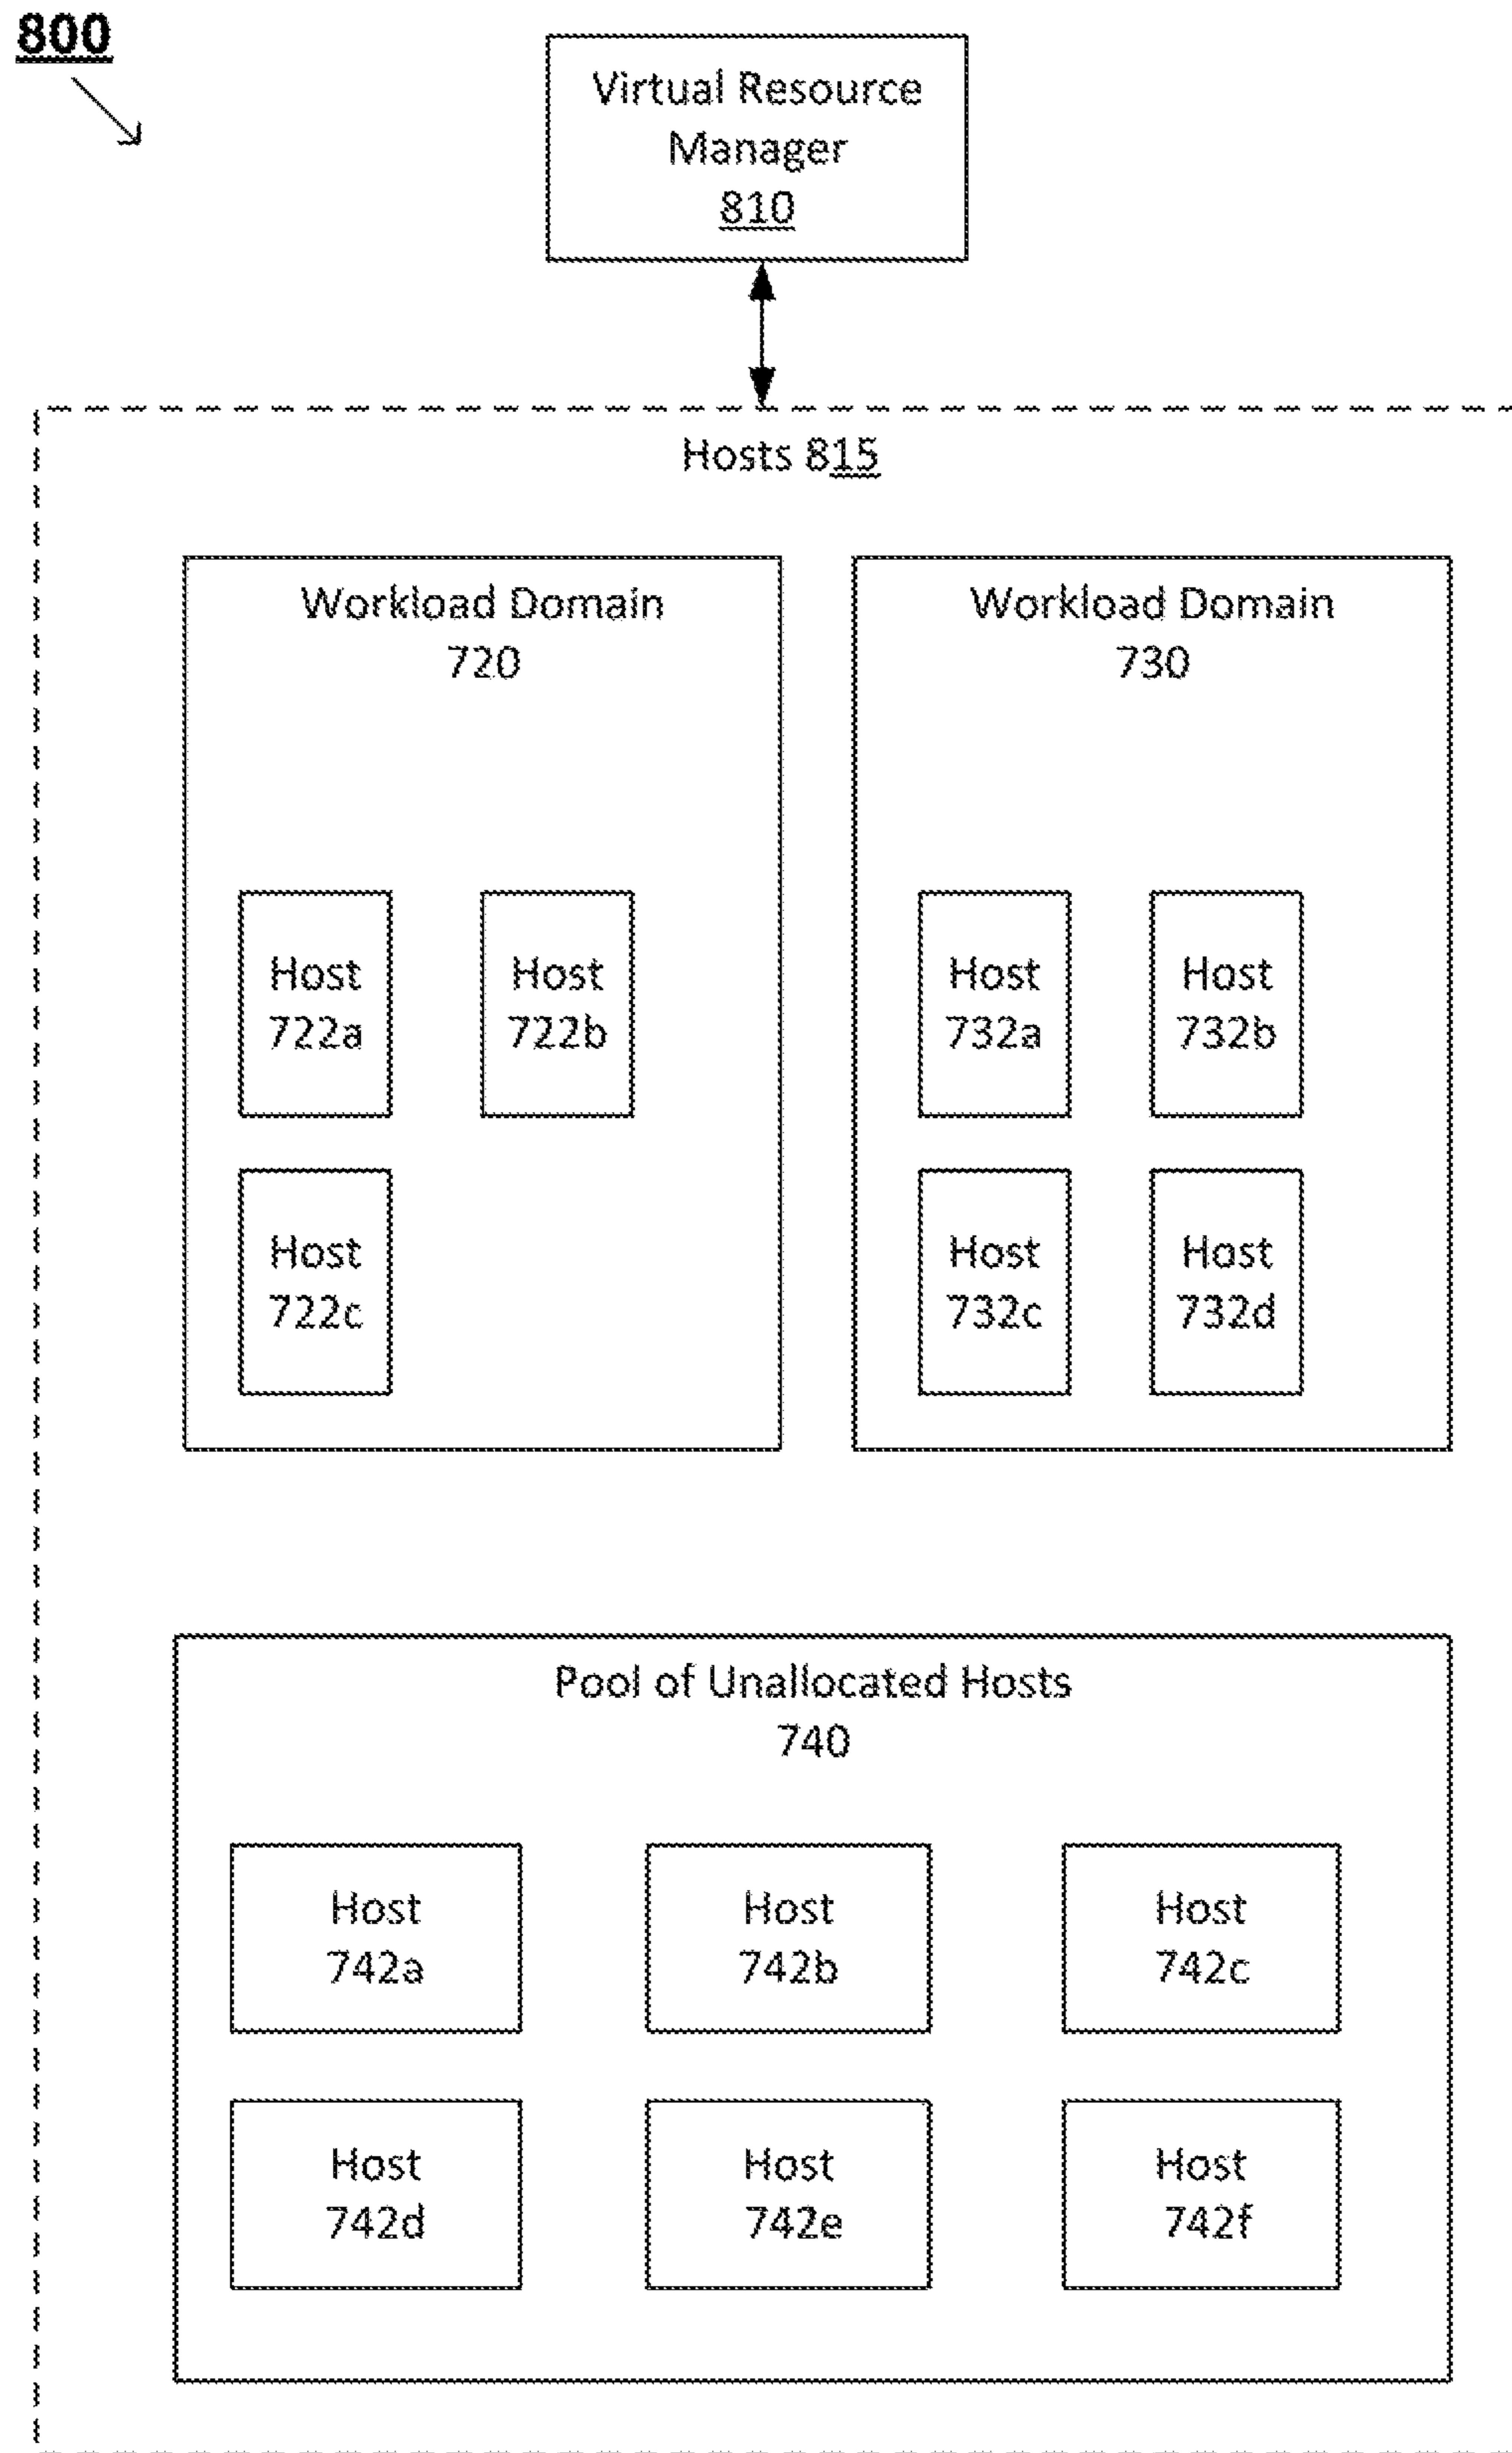 800
Virtual Resource
Manager
810
Hosts 815
Workload Domain
720
Workload Domain
730
Host
722a
Host
722b
Host
732a
Host
732b
Host
722c
Host
732c
Host
732d
Pool of Unallocated Hosts
740
Host
742a
Host
742b
Host
742c
Host
742d
Host
742e
Host
742f